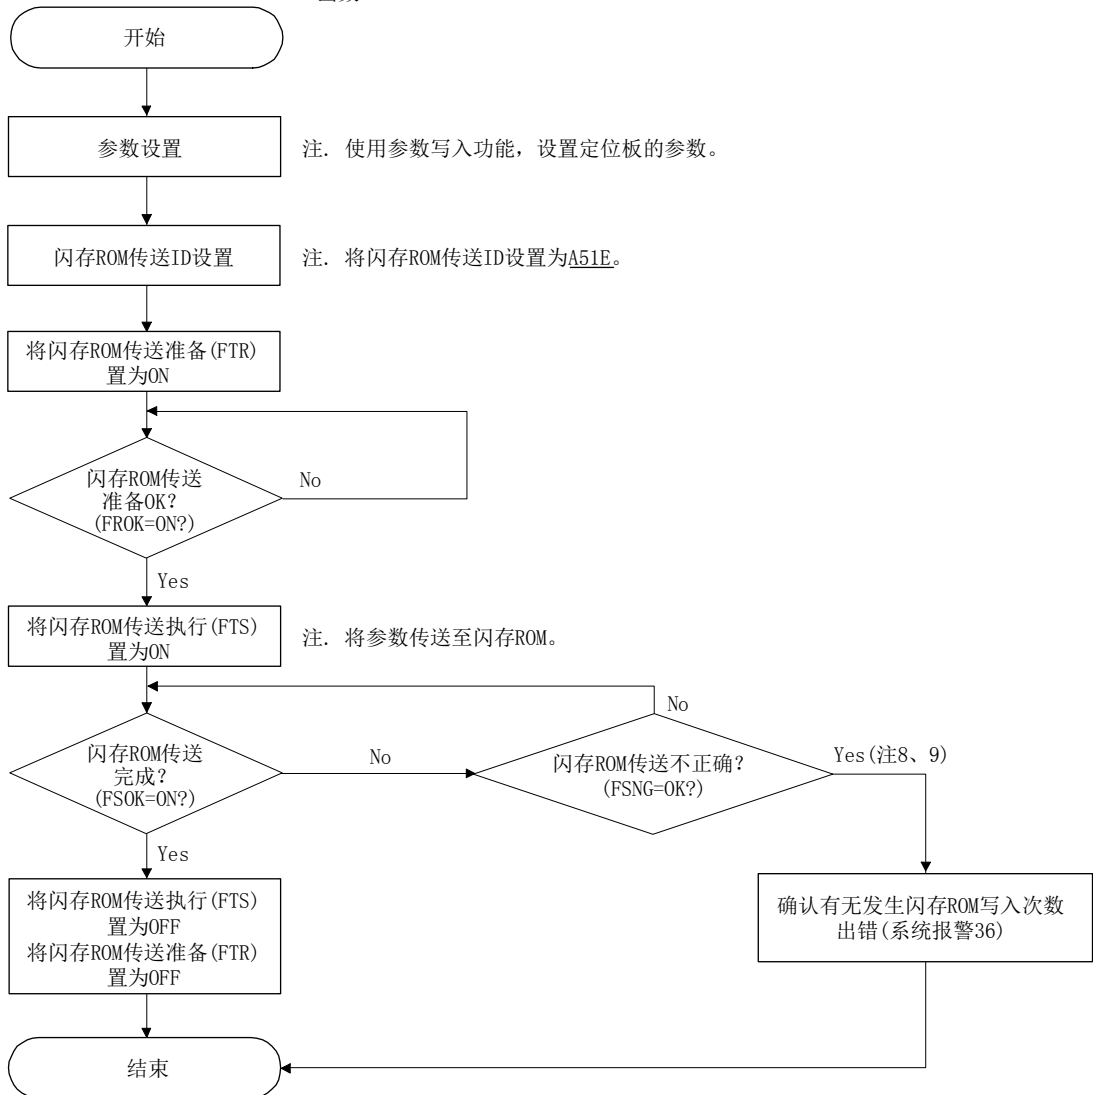 开始
参数设置
注. 使用参数写入功能，设置定位板的参数。
闪存ROM传送ID设置
注. 将闪存ROM传送ID设置为A51E。
将闪存ROM传送准备(FTR)
置为ON
闪存ROM传送
准备OK?
(FROK=ON?)
No
Yes
将闪存ROM传送执行(FTS)
置为ON
注. 将参数传送至闪存ROM。
No
闪存ROM传送
完成?
(FSOK=ON?)
No
闪存ROM传送不正确?
(FSNG=OK?)
Yes(注8、9)
Yes
将闪存ROM传送执行(FTS)
置为OFF
将闪存ROM传送准备(FTR)
置为OFF
确认有无发生闪存ROM写入次数
出错(系统报警36)
结束